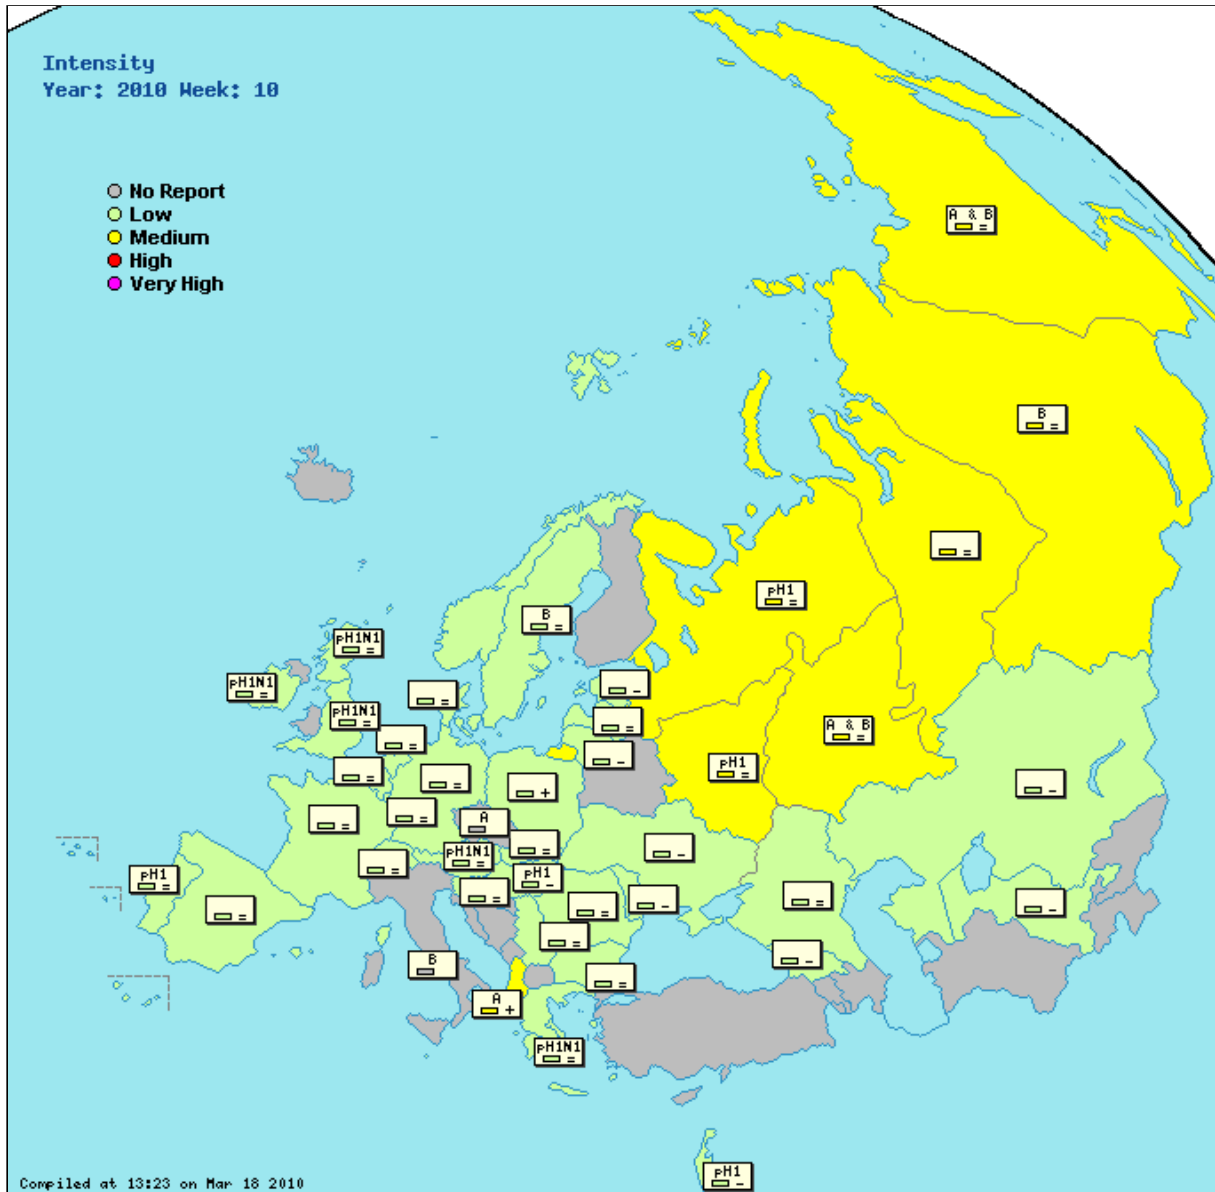 Intensity
Year: 2010 Week: 10
No Report
Low
Medium
High
Very High
A & B
=
B
=
=
pH1
=
B
=
pH1N1
=
-
pH1N1
=
=
pH1N1
=
=
=
A & B
=
-
pH1
=
=
=
+
-
=
A
=
-
pH1N1
=
=
pH1
=
pH1
-
=
=
=
-
=
-
=
=
B
-
=
A
+
pH1N1
=
pH1
-
Compiled at 13:23 on Mar 18 2010